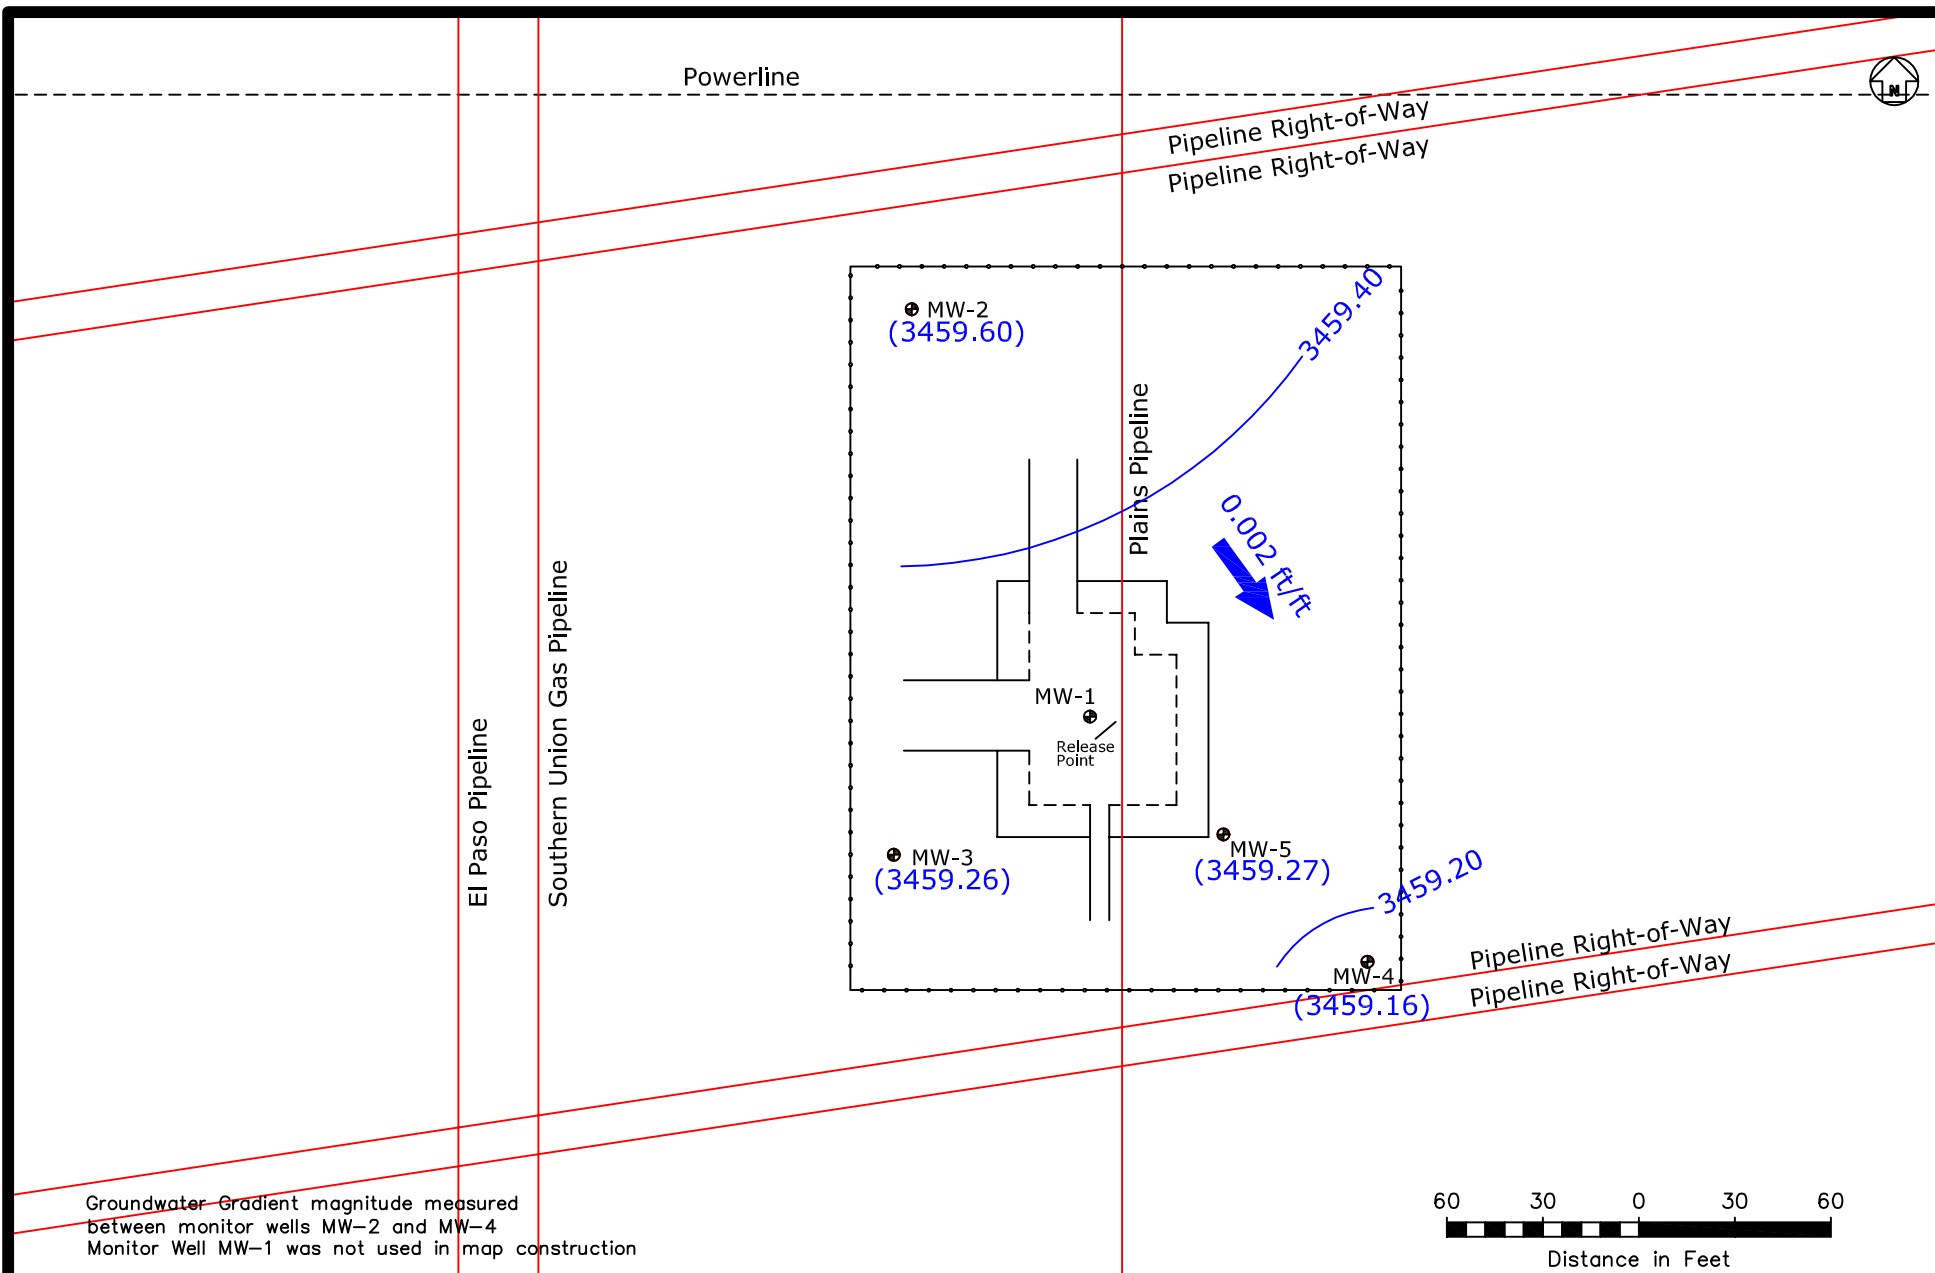 Powerline
N
Pipeline Right-of-Way
Pipeline Right-of-Way
MW-2
(3459.60)
3459.40
Plains Pipeline
0.002 ft/ft
El Paso Pipeline
Southern Union Gas Pipeline
MW-1
Release
Point
MW-3
(3459.26)
MW-5
(3459.27)
3459.20
MW-4
(3459.16)
Pipeline Right-of-Way
Pipeline Right-of-Way
Groundwater Gradient magnitude measured
between monitor wells MW-2 and MW-4
Monitor Well MW-1 was not used in map construction
60 30 0 30 60
Distance in Feet